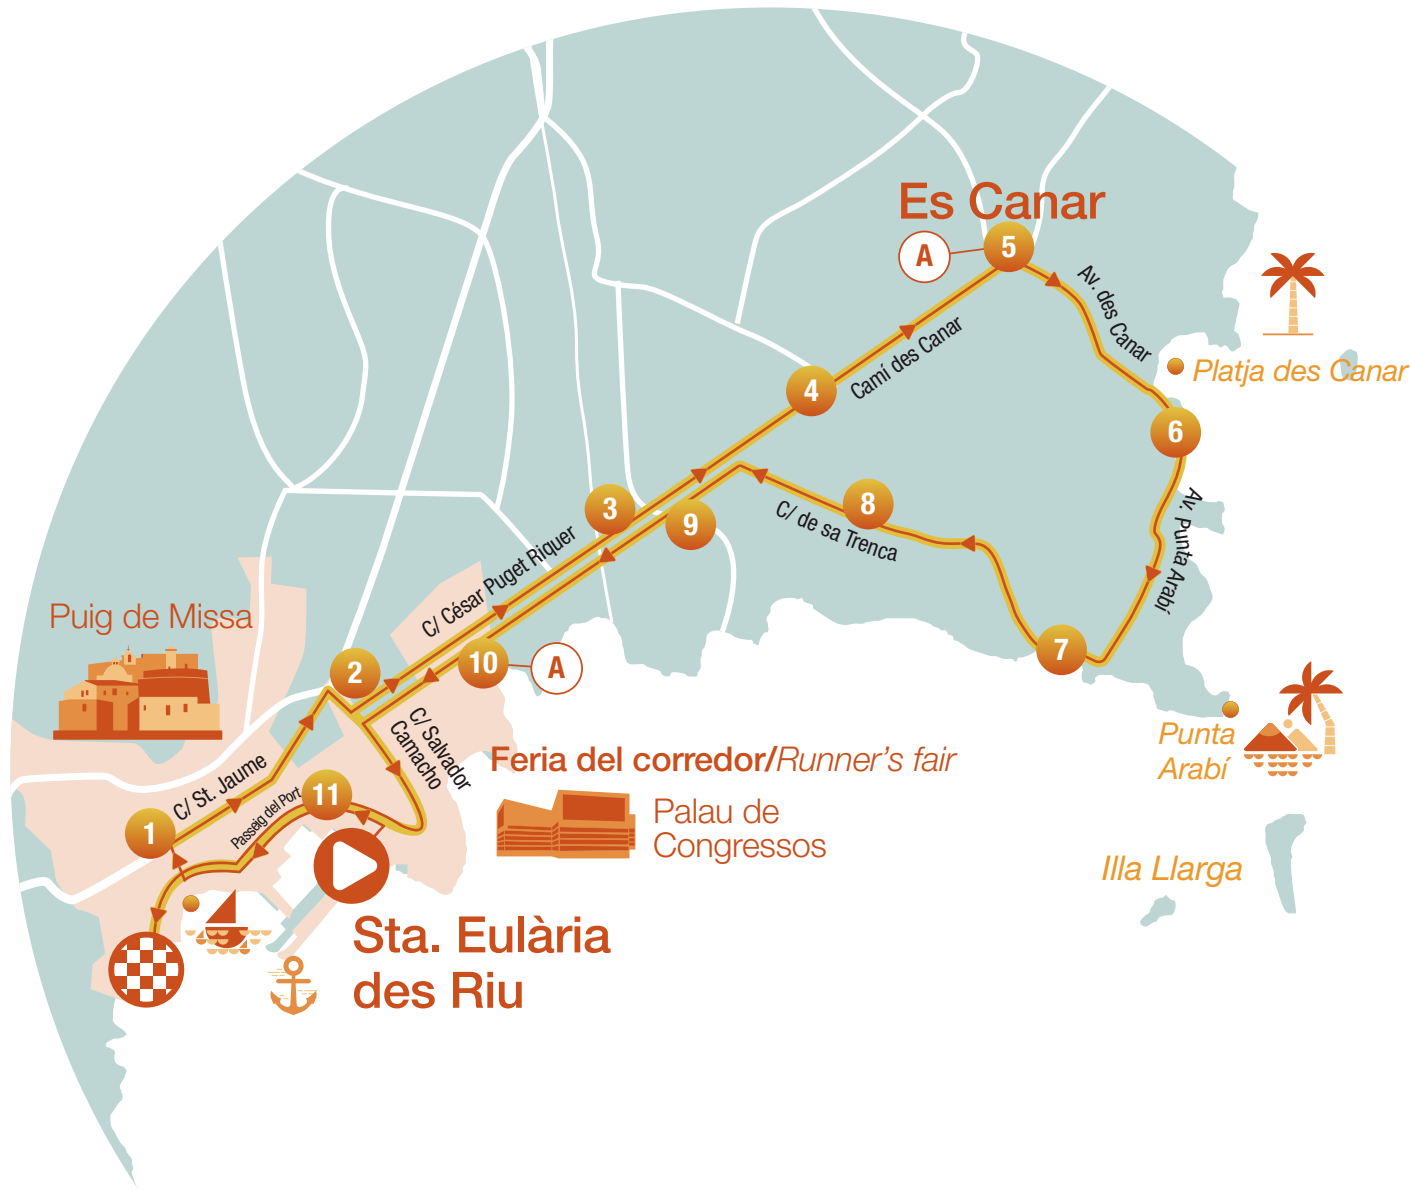 Es Canar
A
5
Av. des Canar
Platja des Canar
4
Camí des Canar
6
Av. Punta Arabí
3
9
8
C/ de sa Trenca
C/ César Puget Riquer
Puig de Missa
2
10
A
7
Punta
Arabí
C/ Salvador
Camacho
Feria del corredor/Runner's fair
Palau de
Congressos
C/ St. Jaume
1
Passeig del Port
11
Illa Llarga
Sta. Eulària
des Riu